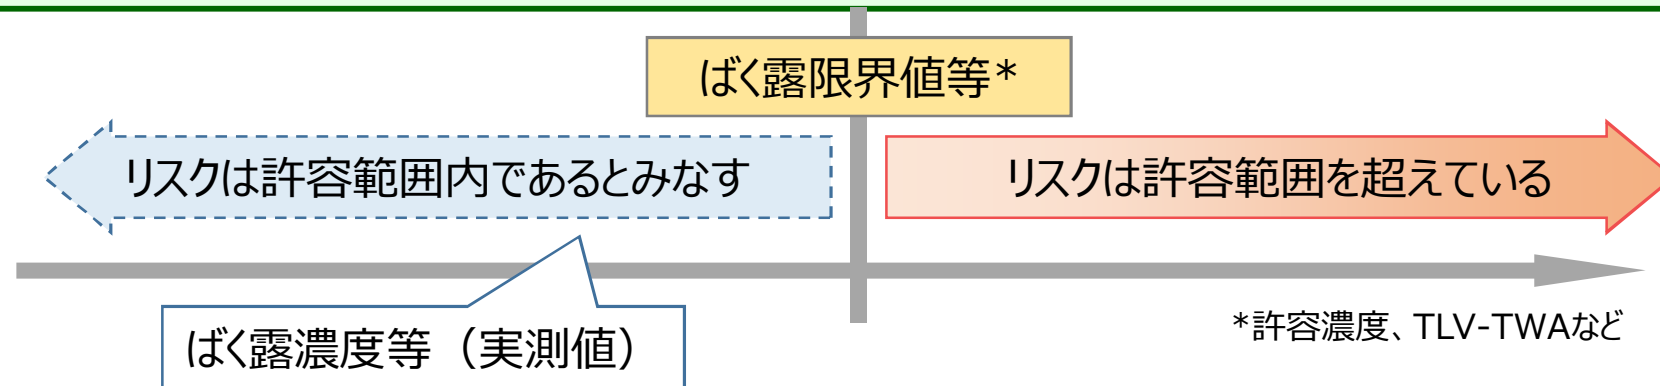 ばく露限界値等*
リスクは許容範囲内であるとみなす
リスクは許容範囲を超えている
ばく露濃度等（実測値）
*許容濃度、TLV-TWAなど